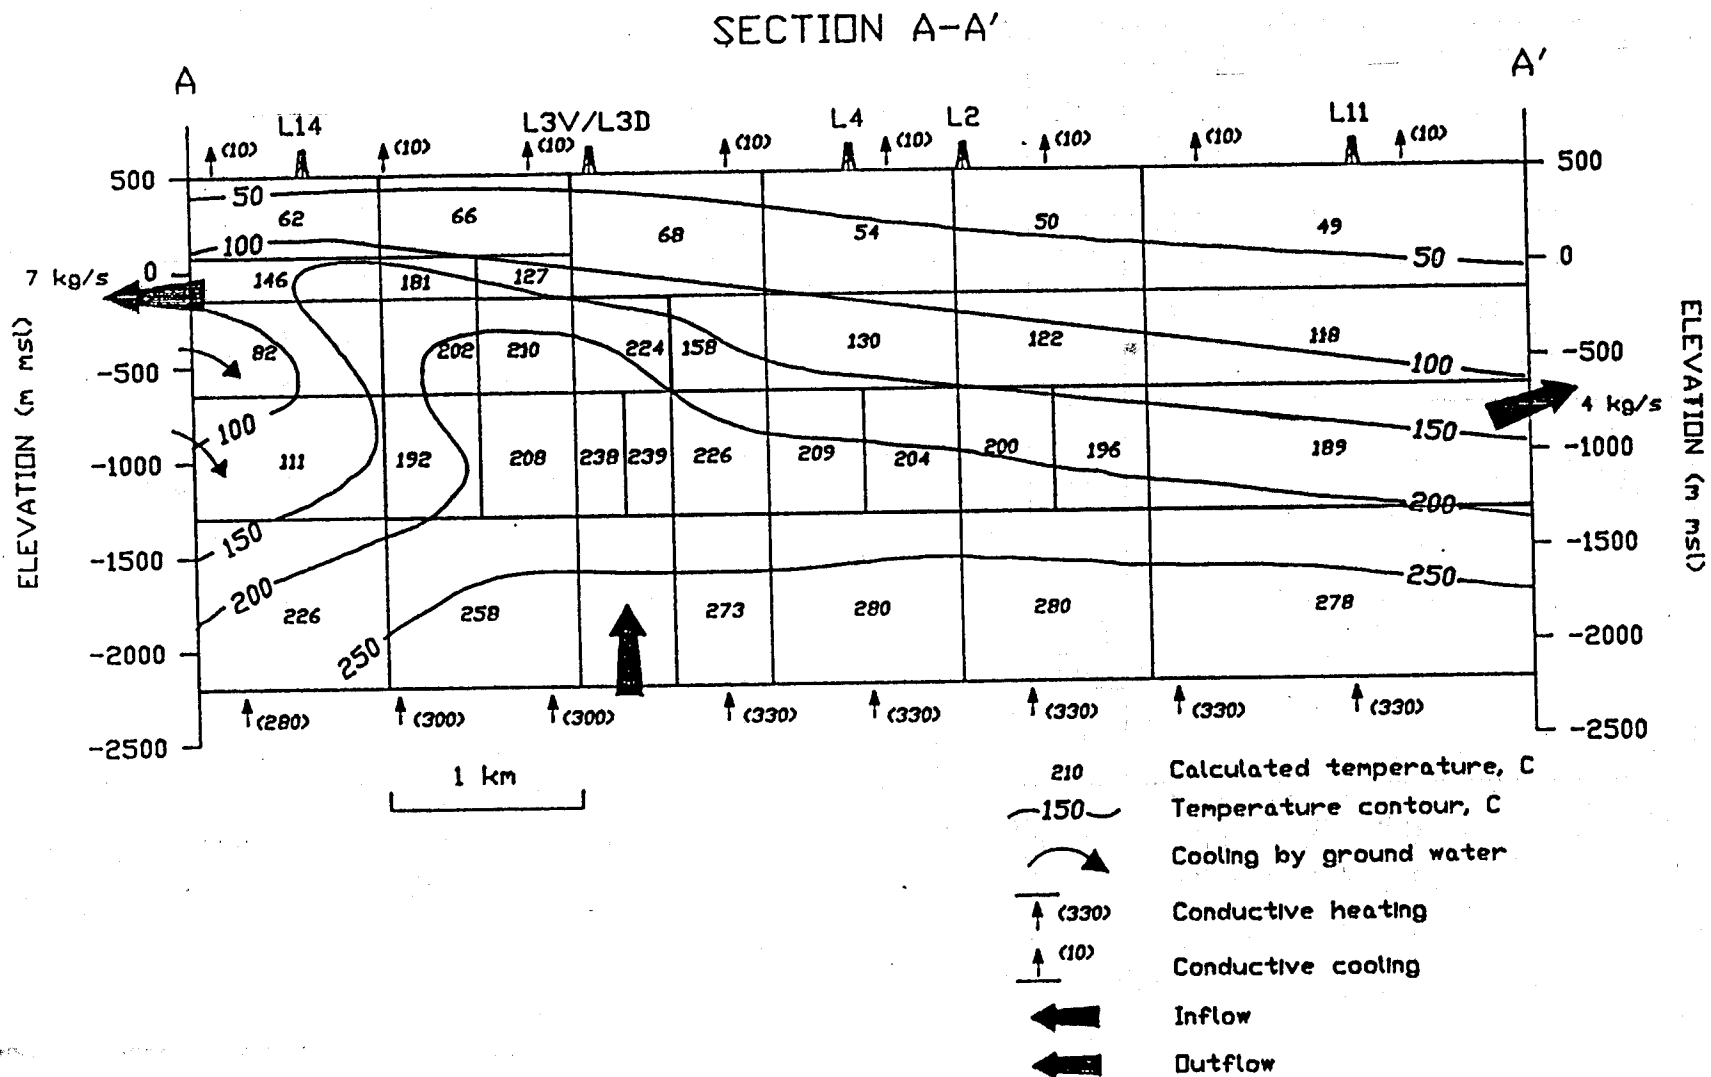 SECTION A-A'
A A'
L14 L3V/L3D L4 L2 L11
(10) (10) (10) (10) (10) (10) (10) (10)
500 500
50
62 66 68 54 50 49
100 50
7 kg/s 0 146 181 127 0
82 202 210 224 158 130 122 118
-500 100 -500
4 kg/s
100 150
-1000 111 192 208 238 239 226 209 204 200 196 189 -1000
200
150
-1500 250 -1500
200
226 258 273 280 280 278
250
-2000 -2000
(280) (300) (300) (330) (330) (330) (330) (330)
-2500 -2500
ELEVATION (m msl)
ELEVATION (m msl)
1 km
210 Calculated temperature, C
150 Temperature contour, C
Cooling by ground water
(330) Conductive heating
(10) Conductive cooling
Inflow
Outflow